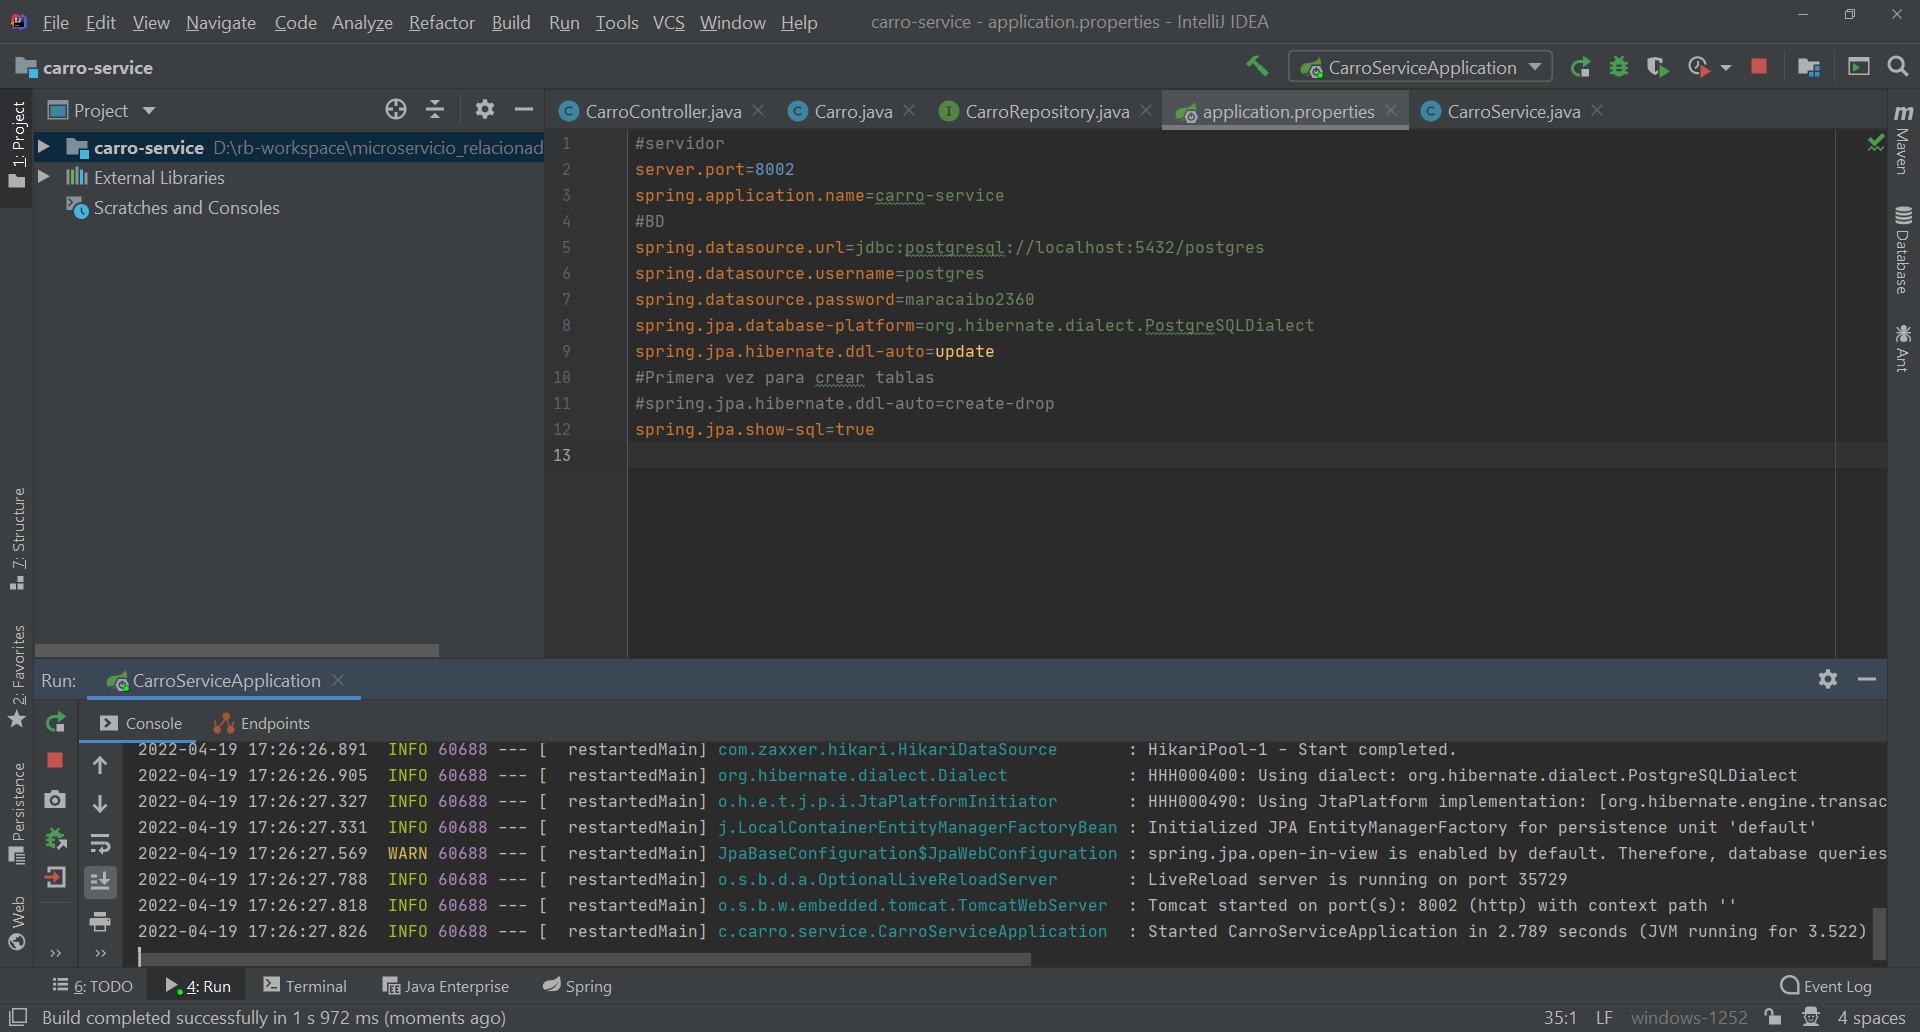 File Edit View Navigate Code Analyze Refactor Build Run Tools VCS Window Help carro-service - application.properties - IntelliJ IDEA
carro-service CarroServiceApplication
Project CarroController.java Carro.java CarroRepository.java application.properties CarroService.java
carro-service D:\rb-workspace\microservicio_relacionad
External Libraries
Scratches and Consoles
1: Project
7: Structure
2: Favorites
Persistence
Web
1 #servidor
2 server.port=8002
3 spring.application.name=carro-service
4 #BD
5 spring.datasource.url=jdbc:postgresql://localhost:5432/postgres
6 spring.datasource.username=postgres
7 spring.datasource.password=maracaibo2360
8 spring.jpa.database-platform=org.hibernate.dialect.PostgreSQLDialect
9 spring.jpa.hibernate.ddl-auto=update
10 #Primera vez para crear tablas
11 #spring.jpa.hibernate.ddl-auto=create-drop
12 spring.jpa.show-sql=true
13
m Maven
Database
Ant
Run: CarroServiceApplication
Console Endpoints
2022-04-19 17:26:26.891 INFO 60688 --- [ restartedMain] com.zaxxer.hikari.HikariDataSource : HikariPool-1 - Start completed.
2022-04-19 17:26:26.905 INFO 60688 --- [ restartedMain] org.hibernate.dialect.Dialect : HHH000400: Using dialect: org.hibernate.dialect.PostgreSQLDialect
2022-04-19 17:26:27.327 INFO 60688 --- [ restartedMain] o.h.e.t.j.p.i.JtaPlatformInitiator : HHH000490: Using JtaPlatform implementation: [org.hibernate.engine.transac
2022-04-19 17:26:27.331 INFO 60688 --- [ restartedMain] j.LocalContainerEntityManagerFactoryBean : Initialized JPA EntityManagerFactory for persistence unit 'default'
2022-04-19 17:26:27.569 WARN 60688 --- [ restartedMain] JpaBaseConfiguration$JpaWebConfiguration : spring.jpa.open-in-view is enabled by default. Therefore, database queries
2022-04-19 17:26:27.788 INFO 60688 --- [ restartedMain] o.s.b.d.a.OptionalLiveReloadServer : LiveReload server is running on port 35729
2022-04-19 17:26:27.818 INFO 60688 --- [ restartedMain] o.s.b.w.embedded.tomcat.TomcatWebServer : Tomcat started on port(s): 8002 (http) with context path ''
2022-04-19 17:26:27.826 INFO 60688 --- [ restartedMain] c.carro.service.CarroServiceApplication : Started CarroServiceApplication in 2.789 seconds (JVM running for 3.522)
6: TODO 4: Run Terminal Java Enterprise Spring Event Log
Build completed successfully in 1 s 972 ms (moments ago) 35:1 LF windows-1252 4 spaces